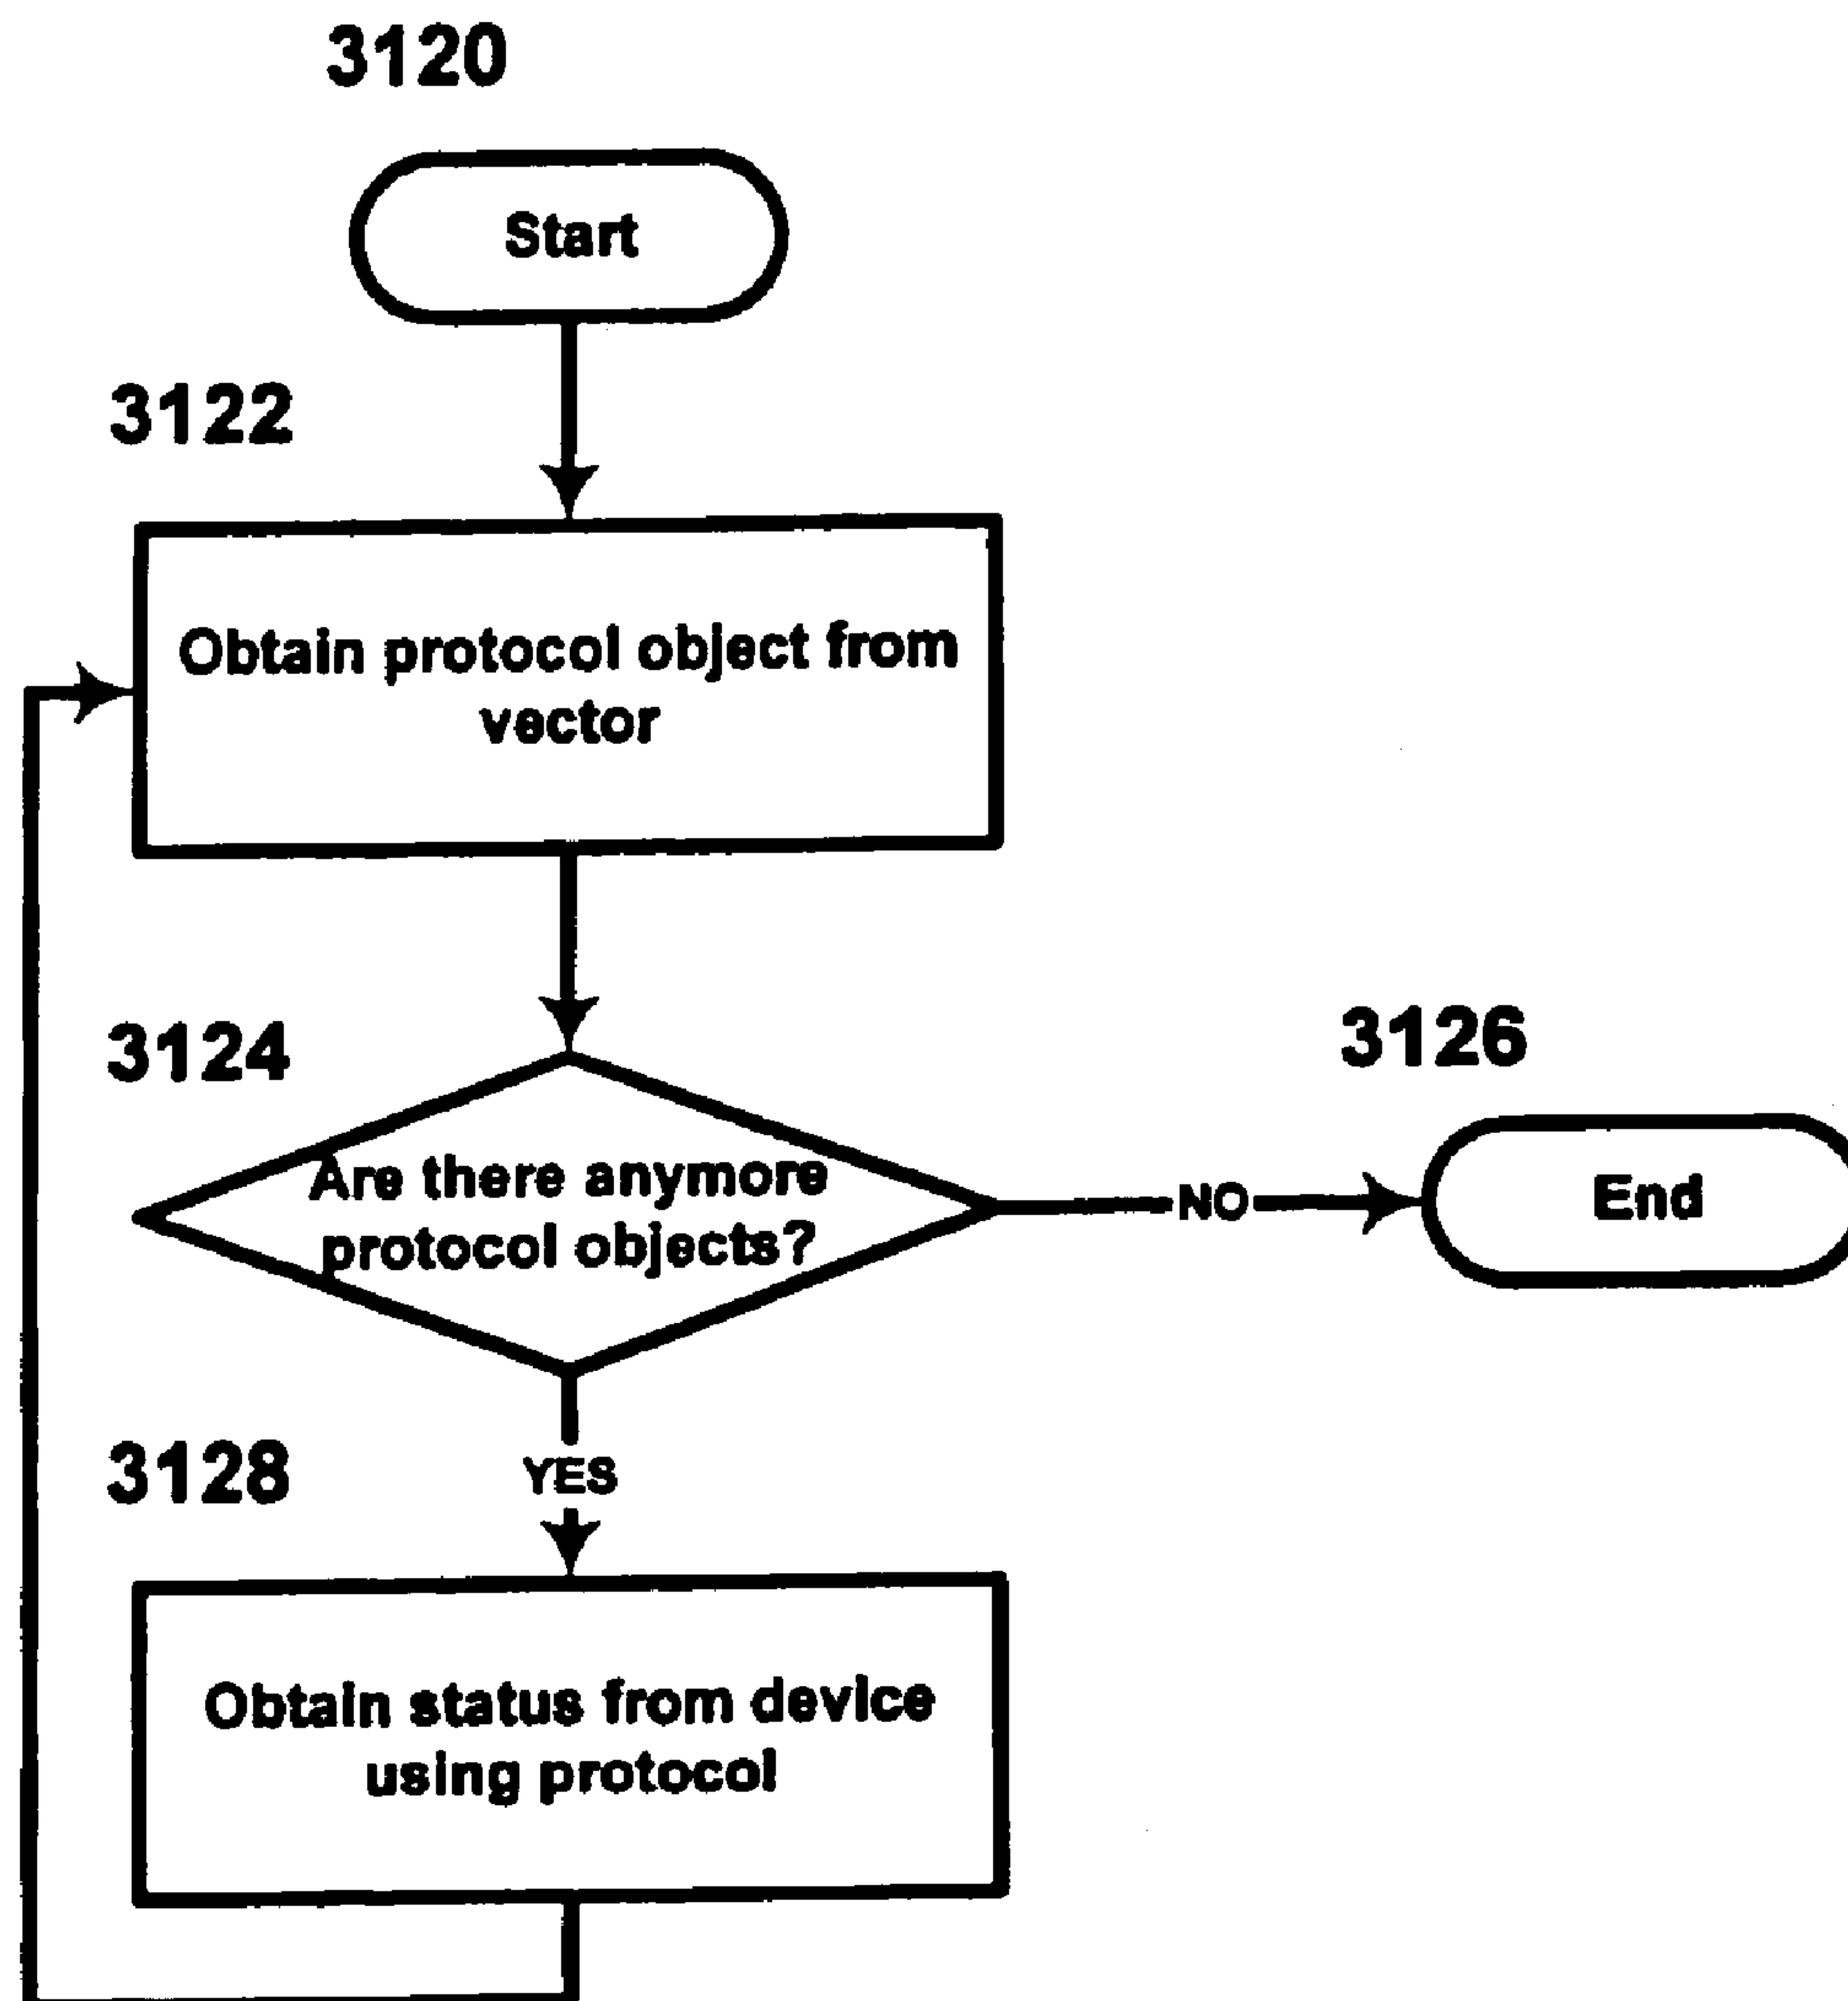 3120
Start
3122
Obtain protocol object from
vector
3124
Are there anymore
protocol objects?
NO
3126
End
YES
3128
Obtain status from device
using protocol